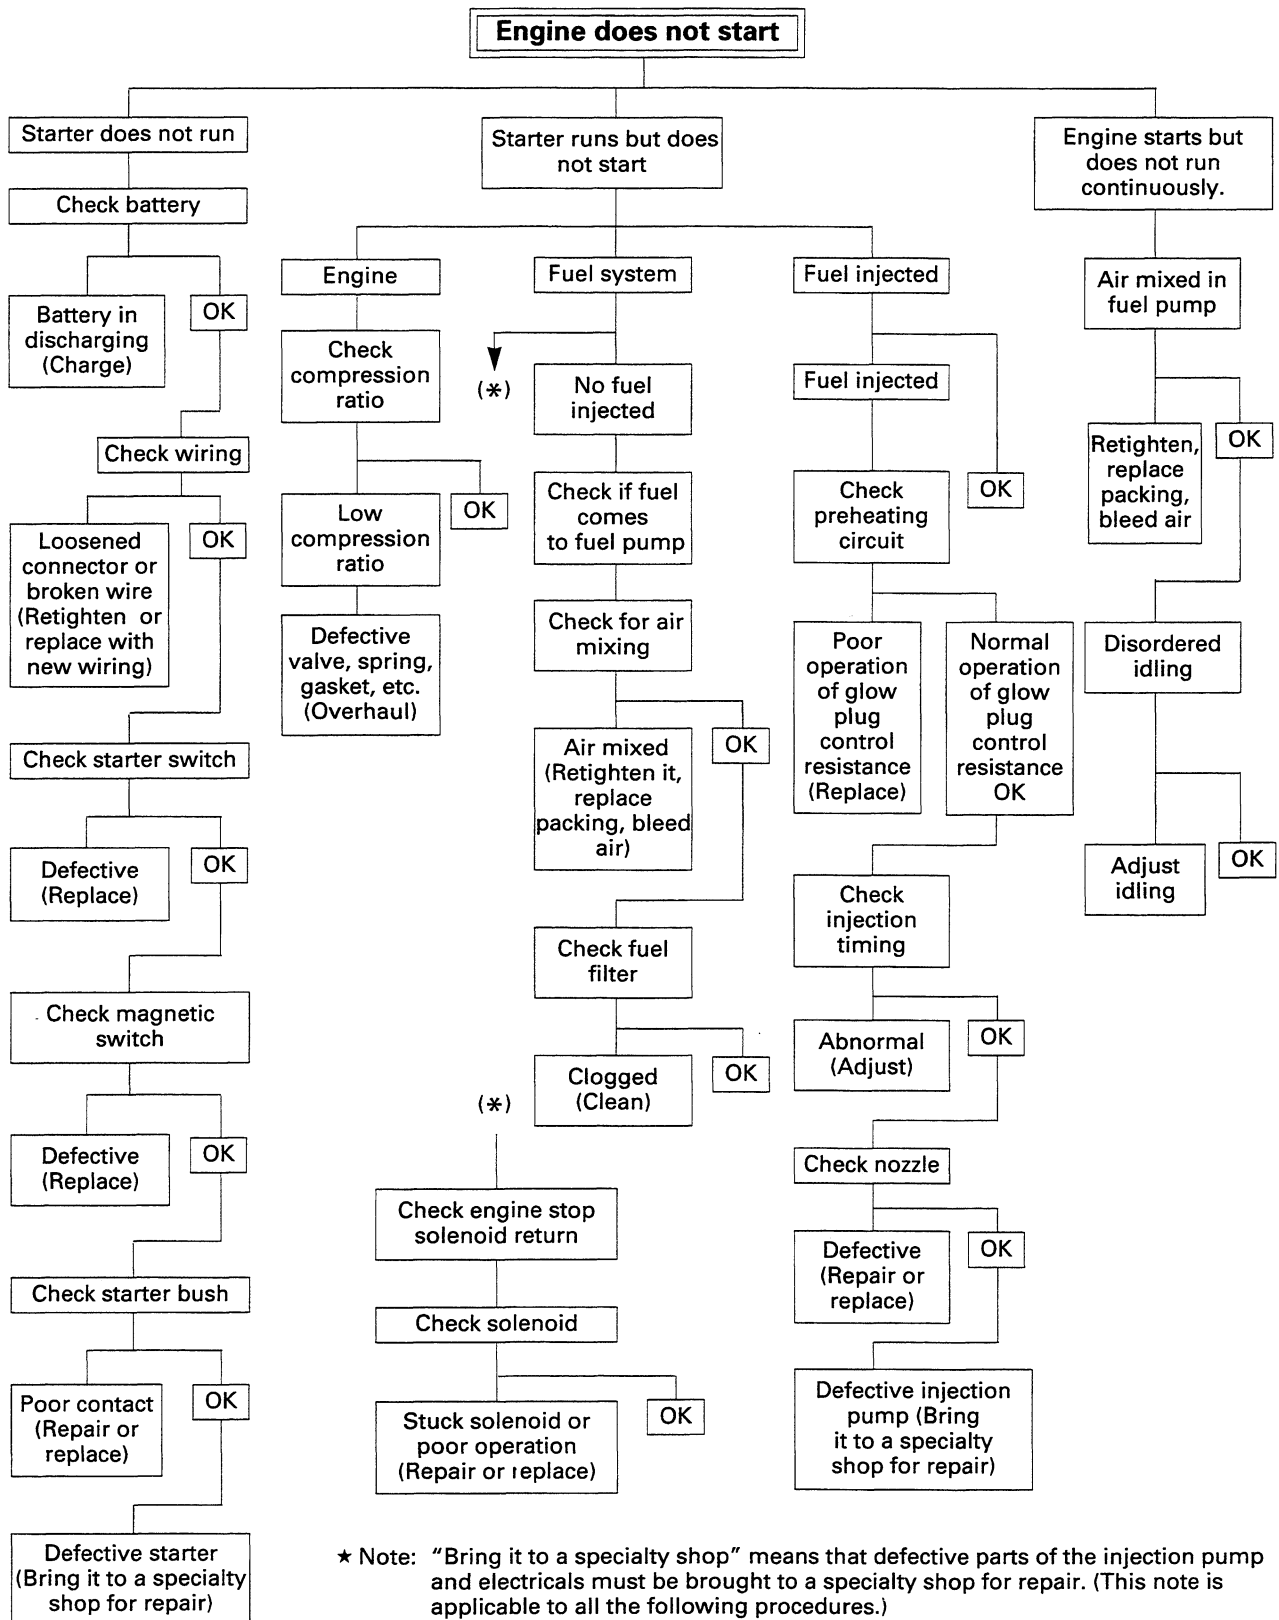 Engine does not start
Starter does not run
Check battery
Battery in
discharging
(Charge)
OK
Check wiring
Loosened
connector or
broken wire
(Retighten or
replace with
new wiring)
OK
Check starter switch
Defective
(Replace)
OK
Check magnetic
switch
Defective
(Replace)
OK
Check starter bush
Poor contact
(Repair or
replace)
OK
Defective starter
(Bring it to a specialty
shop for repair)
Starter runs but does
not start
Engine
Check
compression
ratio
Low
compression
ratio
OK
Defective
valve, spring,
gasket, etc.
(Overhaul)
Fuel system
(*)
No fuel
injected
Check if fuel
comes
to fuel pump
Check for air
mixing
Air mixed
(Retighten it,
replace
packing, bleed
air)
OK
Check fuel
filter
Clogged
(Clean)
OK
(*)
Check engine stop
solenoid return
Check solenoid
Stuck solenoid or
poor operation
(Repair or replace)
OK
Fuel injected
Fuel injected
OK
Check
preheating
circuit
Poor
operation
of glow
plug
control
resistance
(Replace)
Normal
operation
of glow
plug
control
resistance
OK
Check
injection
timing
Abnormal
(Adjust)
OK
Check nozzle
Defective
(Repair or
replace)
OK
Defective injection
pump (Bring
it to a specialty
shop for repair)
Engine starts but
does not run
continuously.
Air mixed in
fuel pump
Retighten,
replace
packing,
bleed air
OK
Disordered
idling
Adjust
idling
OK
★ Note: "Bring it to a specialty shop" means that defective parts of the injection pump
and electricals must be brought to a specialty shop for repair. (This note is
applicable to all the following procedures.)